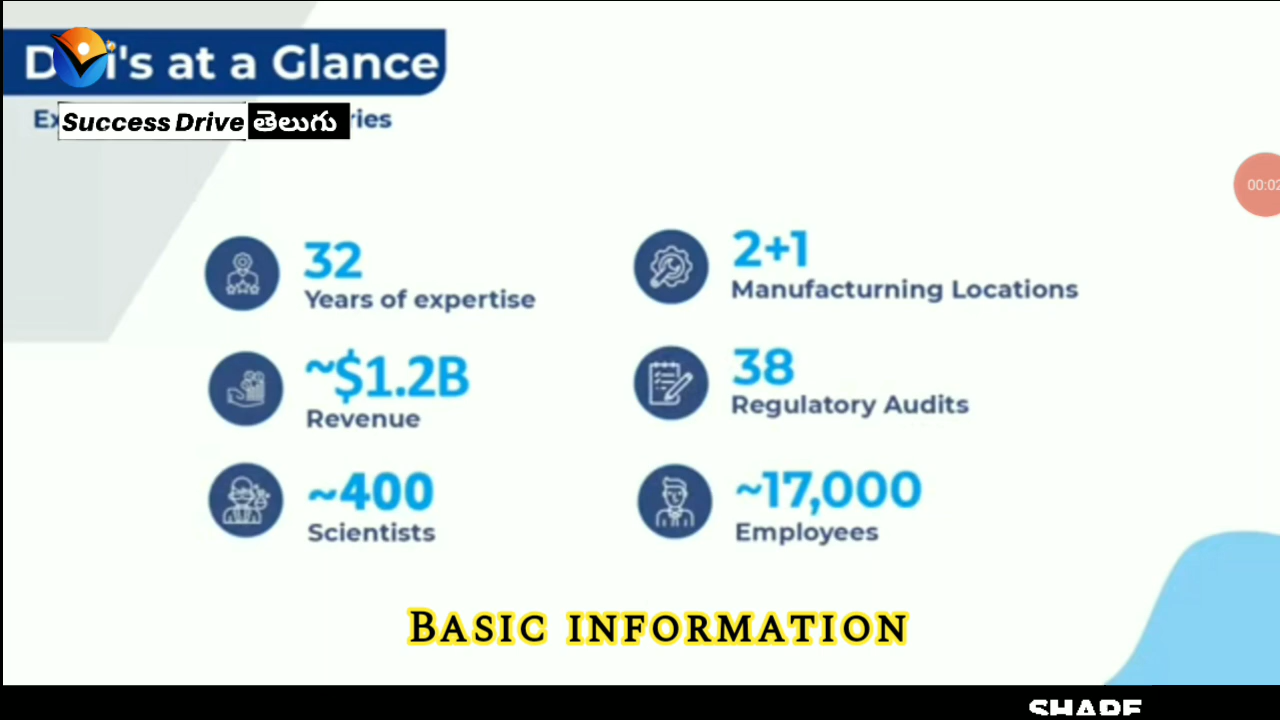 at a Glance
Success Drive తెలుగు
00:02
32
Years of expertise
2+1
Manufacturning Locations
~$1.2B
Revenue
38
Regulatory Audits
~400
Scientists
~17,000
Employees
BASIC INFORMATION
SHARE